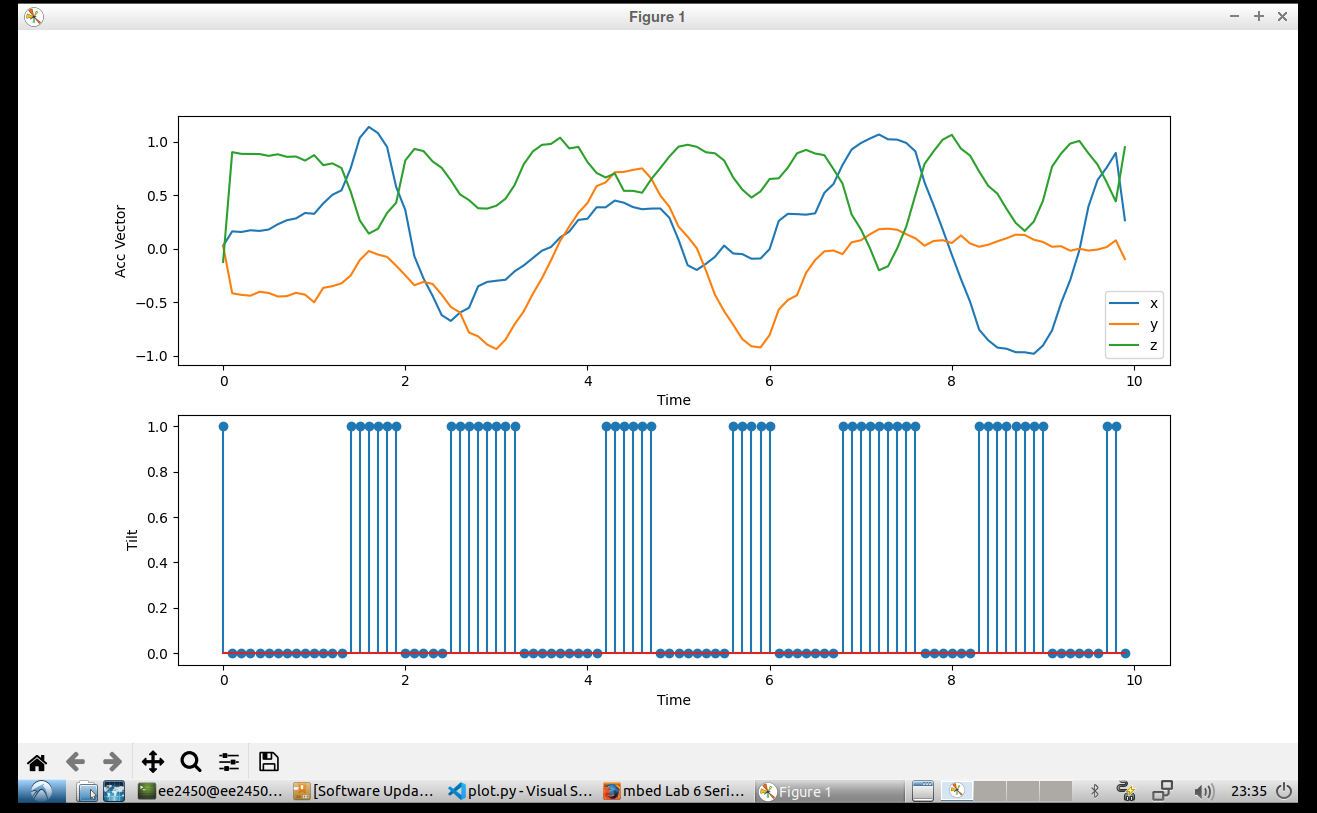 Figure 1
1.0
0.5
0.0
−0.5
−1.0
Acc Vector
x
y
z
0 2 4 6 8 10
Time
1.0
0.8
0.6
0.4
0.2
0.0
Tilt
0 2 4 6 8 10
Time
ee2450@ee2450... [Software Upda... plot.py - Visual S... mbed Lab 6 Seri... Figure 1 23:35